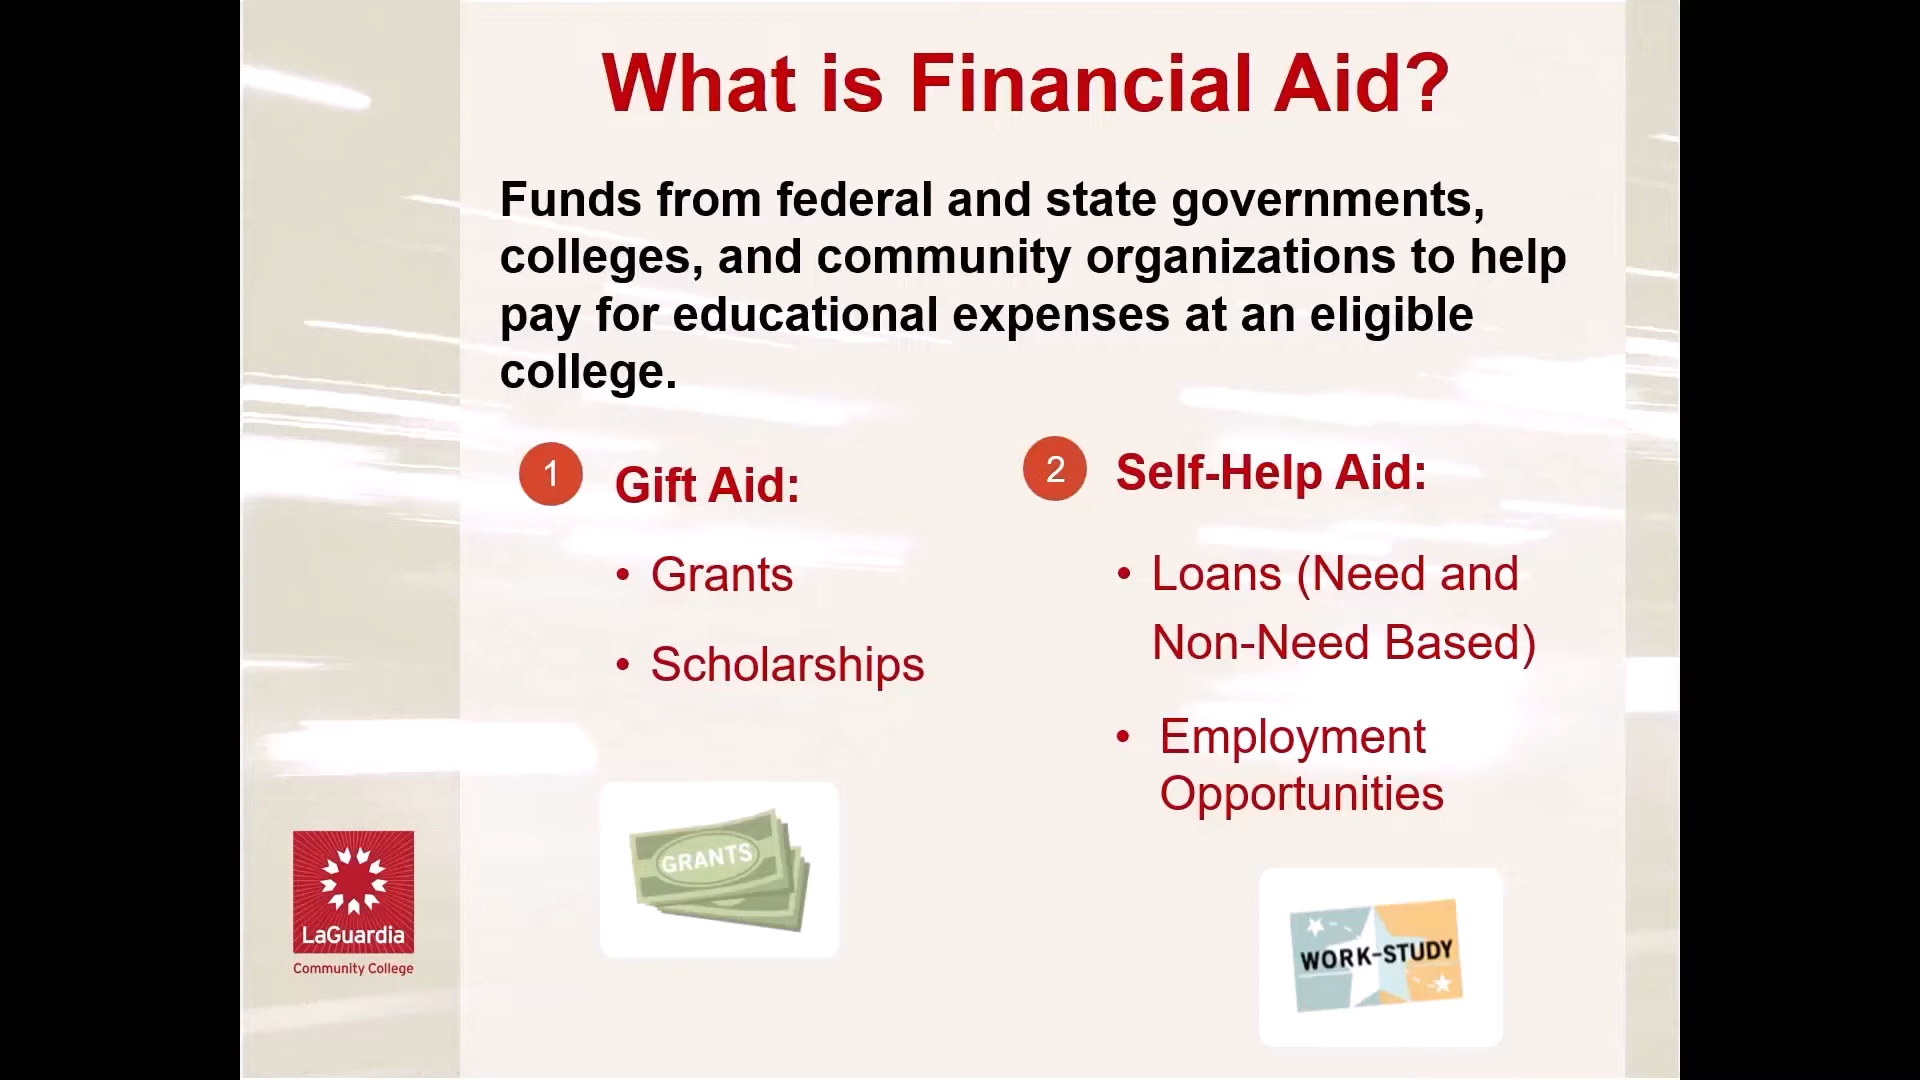 What is Financial Aid?
Funds from federal and state governments,
colleges, and community organizations to help
pay for educational expenses at an eligible
college.
1
Gift Aid:
• Grants
• Scholarships
GRANTS
2
Self-Help Aid:
• Loans (Need and
Non-Need Based)
• Employment
Opportunities
WORK-STUDY
LaGuardia
Community College